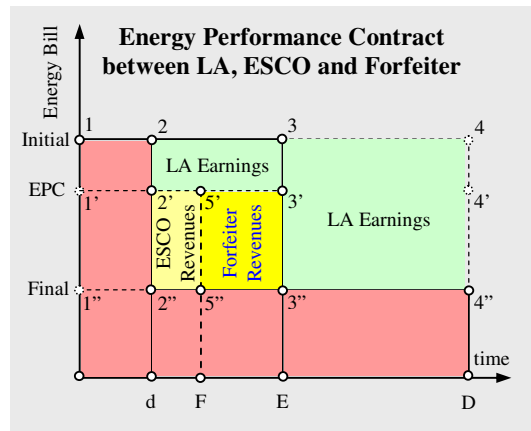 Energy Performance Contract
between LA, ESCO and Forfeiter
Energy Bill
1 2 3 4
Initial
LA Earnings
EPC
1' 2' 5' 3' 4'
ESCO
Revenues
Forfeiter
Revenues
LA Earnings
Final
1" 2" 5" 3" 4"
time
d F E D